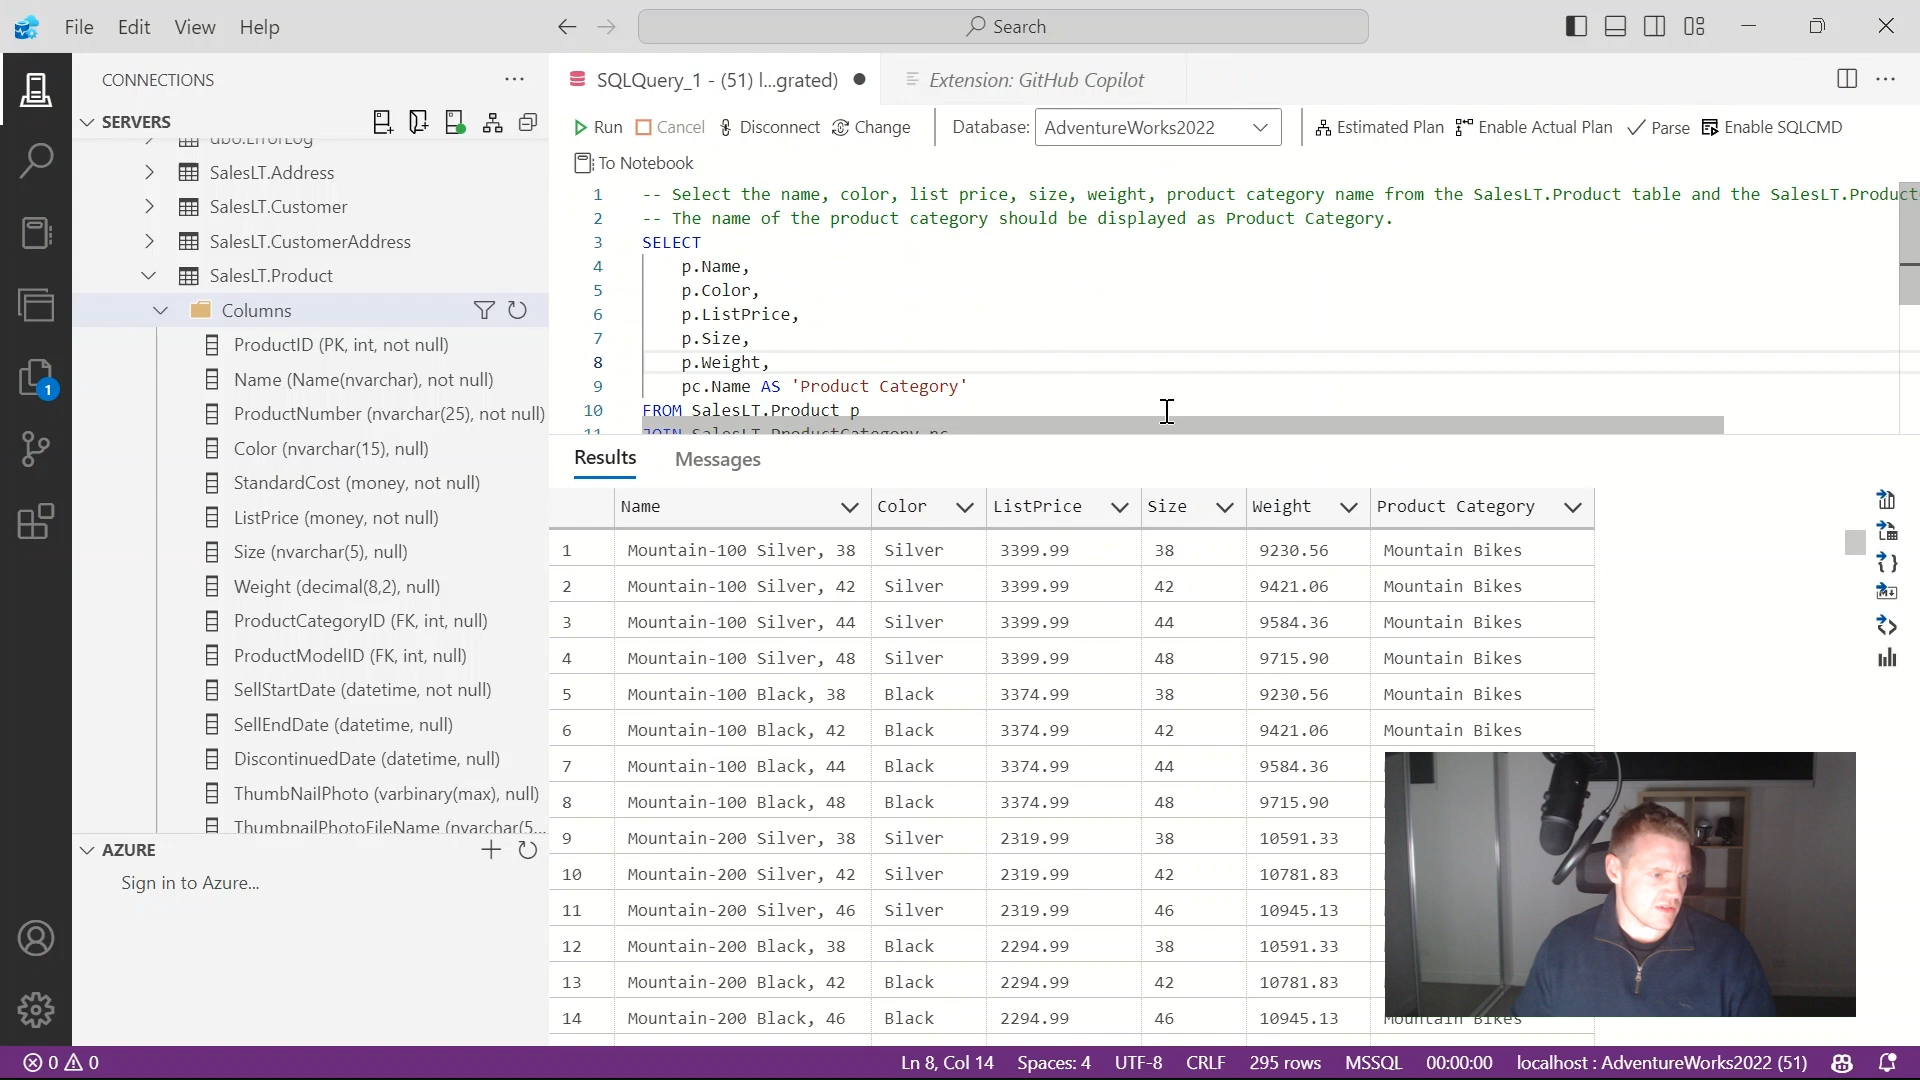 File Edit View Help
Search
CONNECTIONS
SERVERS
dbo.ErrorLog
SalesLT.Address
SalesLT.Customer
SalesLT.CustomerAddress
SalesLT.Product
Columns
ProductID (PK, int, not null)
Name (Name(nvarchar), not null)
ProductNumber (nvarchar(25), not null)
Color (nvarchar(15), null)
StandardCost (money, not null)
ListPrice (money, not null)
Size (nvarchar(5), null)
Weight (decimal(8,2), null)
ProductCategoryID (FK, int, null)
ProductModelID (FK, int, null)
SellStartDate (datetime, not null)
SellEndDate (datetime, null)
DiscontinuedDate (datetime, null)
ThumbNailPhoto (varbinary(max), null)
ThumbnailPhotoFileName (nvarchar(5...
AZURE
Sign in to Azure...
1
SQLQuery_1 - (51) l...grated)
Extension: GitHub Copilot
Run Cancel Disconnect Change Database: AdventureWorks2022 Estimated Plan Enable Actual Plan Parse Enable SQLCMD
To Notebook
1 -- Select the name, color, list price, size, weight, product category name from the SalesLT.Product table and the SalesLT.Product
2 -- The name of the product category should be displayed as Product Category.
3 SELECT
4 p.Name,
5 p.Color,
6 p.ListPrice,
7 p.Size,
8 p.Weight,
9 pc.Name AS 'Product Category'
10 FROM SalesLT.Product p
11 JOIN SalesLT.ProductCategory pc
Results Messages
Name Color ListPrice Size Weight Product Category
1 Mountain-100 Silver, 38 Silver 3399.99 38 9230.56 Mountain Bikes
2 Mountain-100 Silver, 42 Silver 3399.99 42 9421.06 Mountain Bikes
3 Mountain-100 Silver, 44 Silver 3399.99 44 9584.36 Mountain Bikes
4 Mountain-100 Silver, 48 Silver 3399.99 48 9715.90 Mountain Bikes
5 Mountain-100 Black, 38 Black 3374.99 38 9230.56 Mountain Bikes
6 Mountain-100 Black, 42 Black 3374.99 42 9421.06 Mountain Bikes
7 Mountain-100 Black, 44 Black 3374.99 44 9584.36
8 Mountain-100 Black, 48 Black 3374.99 48 9715.90
9 Mountain-200 Silver, 38 Silver 2319.99 38 10591.33
10 Mountain-200 Silver, 42 Silver 2319.99 42 10781.83
11 Mountain-200 Silver, 46 Silver 2319.99 46 10945.13
12 Mountain-200 Black, 38 Black 2294.99 38 10591.33
13 Mountain-200 Black, 42 Black 2294.99 42 10781.83
14 Mountain-200 Black, 46 Black 2294.99 46 10945.13 Mountain Bikes
0 0 Ln 8, Col 14 Spaces: 4 UTF-8 CRLF 295 rows MSSQL 00:00:00 localhost : AdventureWorks2022 (51)